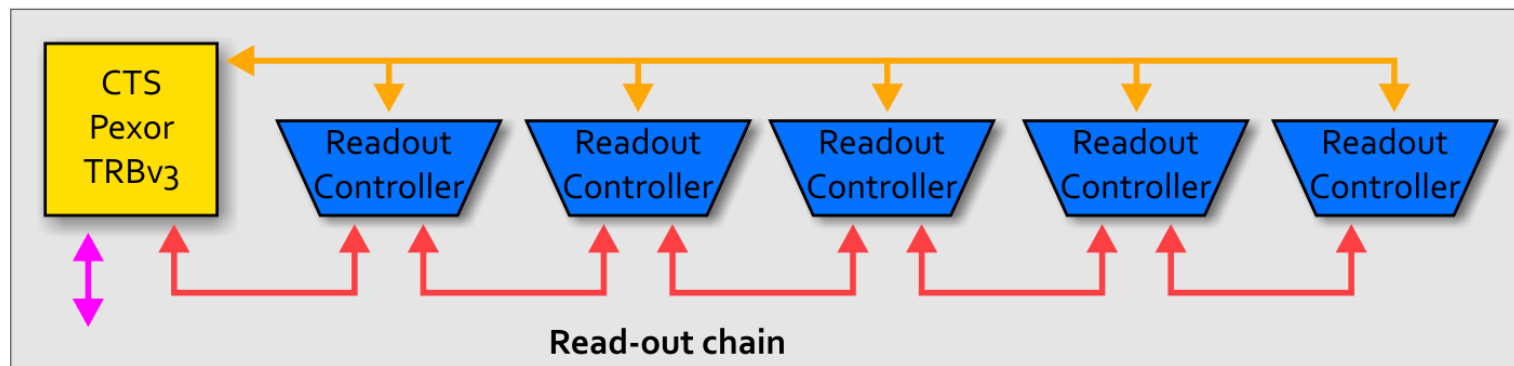 CTS
Pexor
TRBv3
Readout
Controller
Readout
Controller
Readout
Controller
Readout
Controller
Readout
Controller
Read-out chain